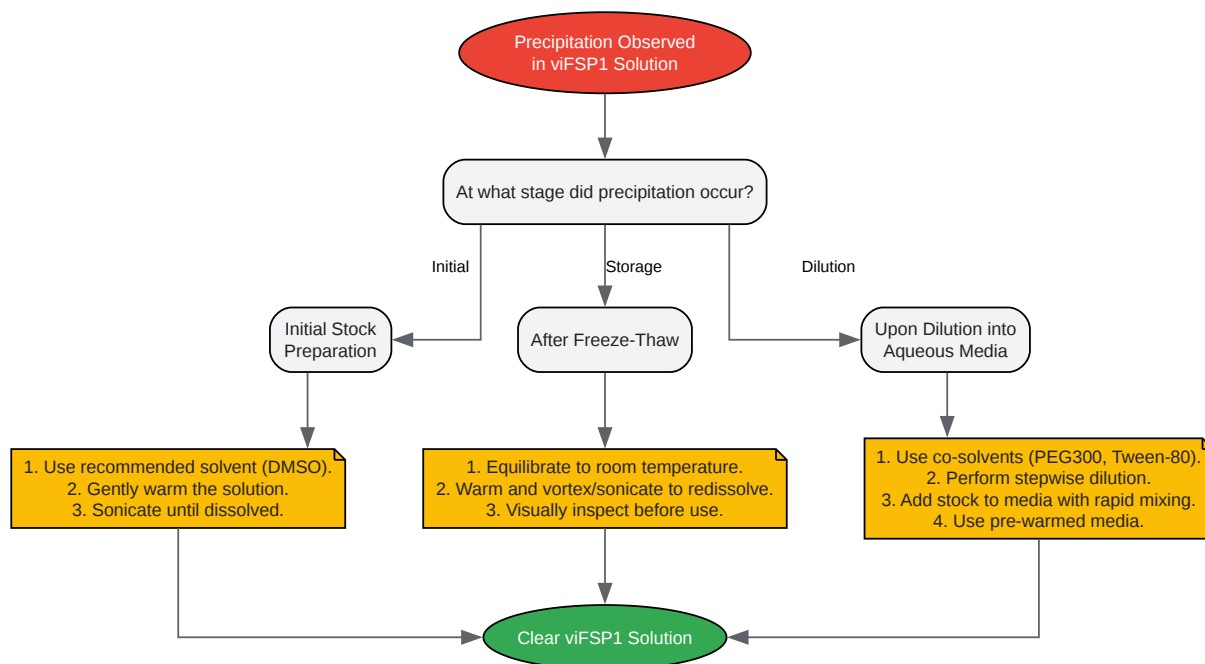 Precipitation Observed
in viFSP1 Solution
At what stage did precipitation occur?
Initial
Storage
Dilution
Initial Stock
Preparation
After Freeze-Thaw
Upon Dilution into
Aqueous Media
1. Use recommended solvent (DMSO).
2. Gently warm the solution.
3. Sonicate until dissolved.
1. Equilibrate to room temperature.
2. Warm and vortex/sonicate to redissolve.
3. Visually inspect before use.
1. Use co-solvents (PEG300, Tween-80).
2. Perform stepwise dilution.
3. Add stock to media with rapid mixing.
4. Use pre-warmed media.
Clear viFSP1 Solution